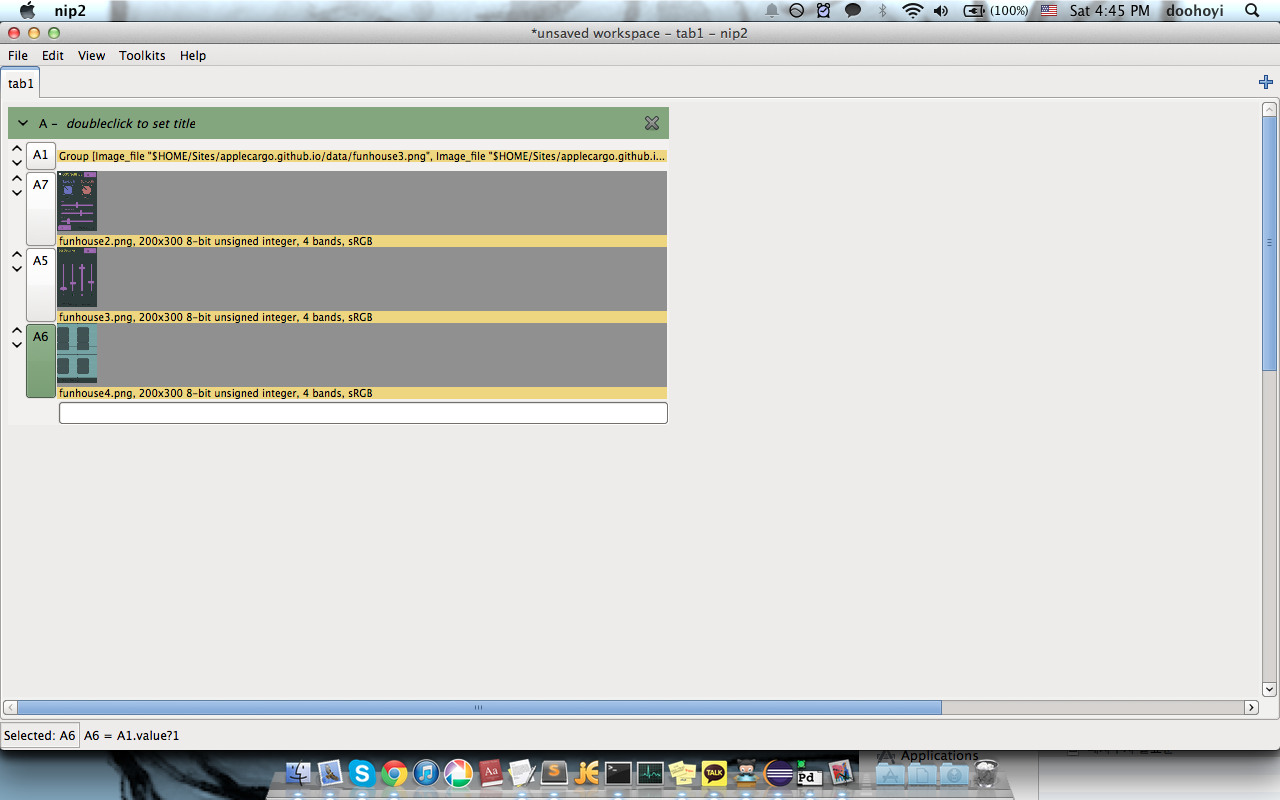 nip2
(100%)
Sat 4:45 PM
doohoyi
*unsaved workspace – tab1 – nip2
File Edit View Toolkits Help
tab1
A – doubleclick to set title
A1
Group [Image_file "$HOME/Sites/applecargo.github.io/data/funhouse3.png", Image_file "$HOME/Sites/applecargo.github.i...
A7
funhouse2.png, 200x300 8-bit unsigned integer, 4 bands, sRGB
A5
funhouse3.png, 200x300 8-bit unsigned integer, 4 bands, sRGB
A6
funhouse4.png, 200x300 8-bit unsigned integer, 4 bands, sRGB
Selected: A6 A6 = A1.value?1
Applications
Aa
TALK
Pd